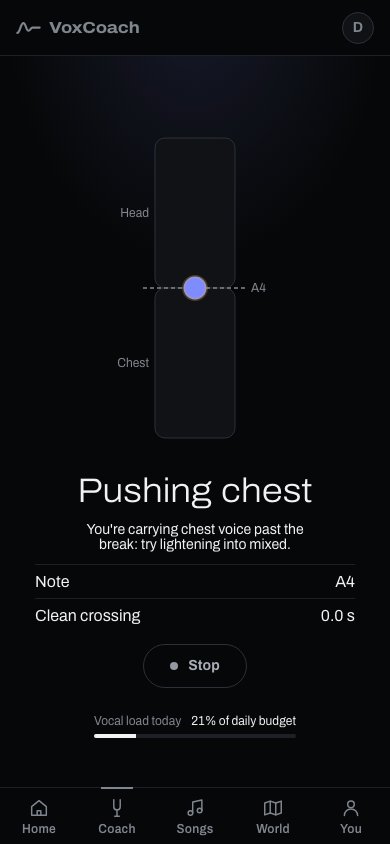 VoxCoach
D
Head
A4
Chest
Pushing chest
You're carrying chest voice past the
break: try lightening into mixed.
Note A4
Clean crossing 0.0 s
Stop
Vocal load today 21% of daily budget
Home Coach Songs World You